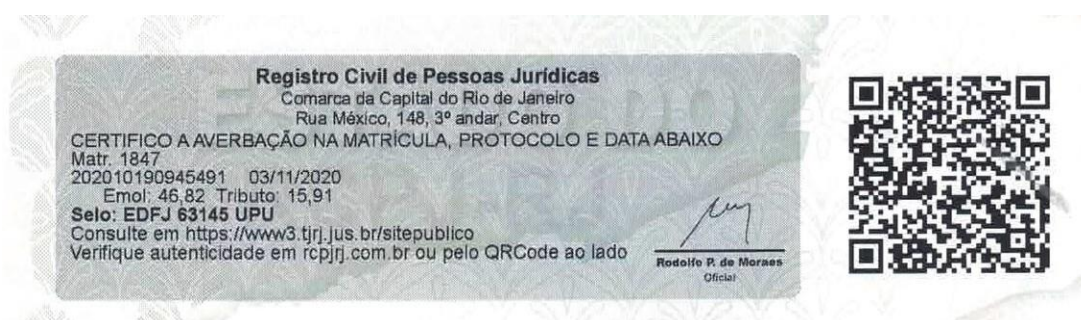 Registro Civil de Pessoas Jurídicas
Comarca da Capital do Rio de Janeiro
Rua México, 148, 3º andar, Centro
CERTIFICO A AVERBAÇÃO NA MATRÍCULA, PROTOCOLO E DATA ABAIXO
Matr. 1847
202010190945491 03/11/2020
Emol: 46,82 Tributo: 15,91
Selo: EDFJ 63145 UPU
Consulte em https://www3.tjrj.jus.br/sitepublico
Verifique autenticidade em rcpjrj.com.br ou pelo QRCode ao lado
Rodolfo P. de Moraes
Oficial